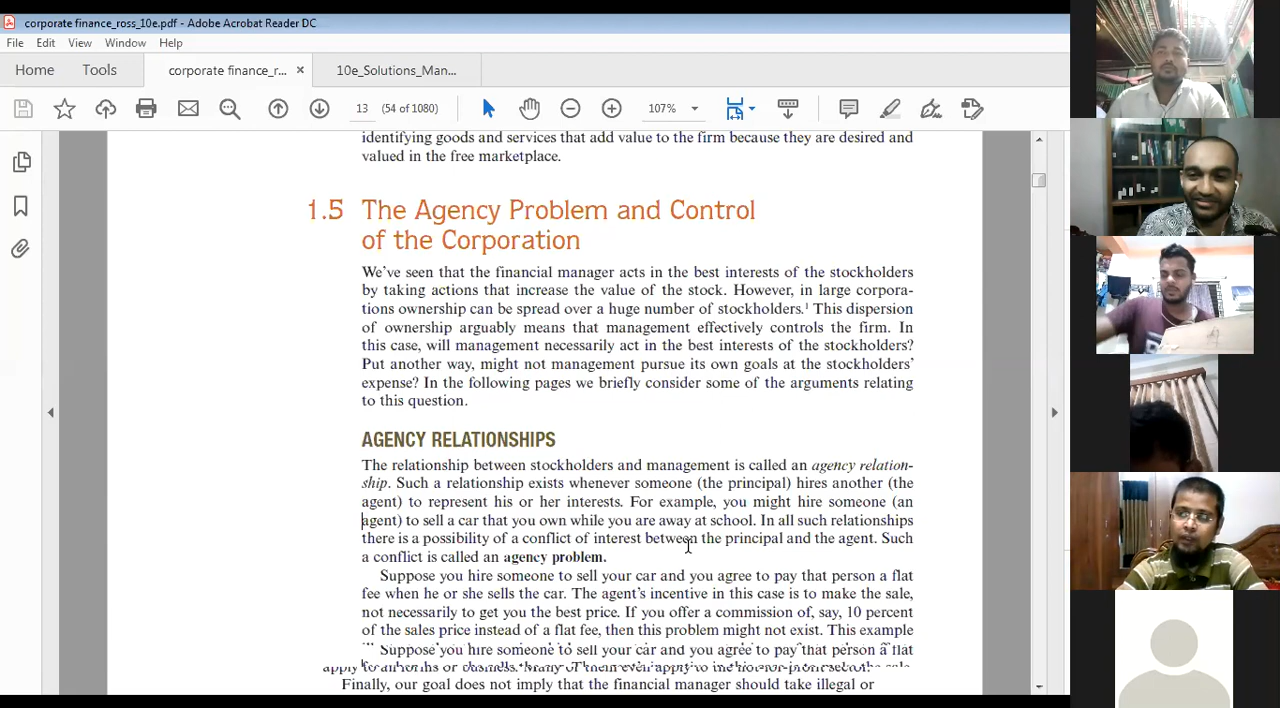 corporate finance_ross_10e.pdf - Adobe Acrobat Reader DC
File Edit View Window Help
Home Tools corporate finance_r... × 10e_Solutions_Man...
13 (54 of 1080) 107%
identifying goods and services that add value to the firm because they are desired and
valued in the free marketplace.
1.5 The Agency Problem and Control
of the Corporation
We've seen that the financial manager acts in the best interests of the stockholders
by taking actions that increase the value of the stock. However, in large corpora-
tions ownership can be spread over a huge number of stockholders.¹ This dispersion
of ownership arguably means that management effectively controls the firm. In
this case, will management necessarily act in the best interests of the stockholders?
Put another way, might not management pursue its own goals at the stockholders'
expense? In the following pages we briefly consider some of the arguments relating
to this question.
AGENCY RELATIONSHIPS
The relationship between stockholders and management is called an agency relation-
ship. Such a relationship exists whenever someone (the principal) hires another (the
agent) to represent his or her interests. For example, you might hire someone (an
agent) to sell a car that you own while you are away at school. In all such relationships
there is a possibility of a conflict of interest between the principal and the agent. Such
a conflict is called an agency problem.
Suppose you hire someone to sell your car and you agree to pay that person a flat
fee when he or she sells the car. The agent's incentive in this case is to make the sale,
not necessarily to get you the best price. If you offer a commission of, say, 10 percent
of the sales price instead of a flat fee, then this problem might not exist. This example
Suppose you hire someone to sell your car and you agree to pay that person a flat
Finally, our goal does not imply that the financial manager should take illegal or